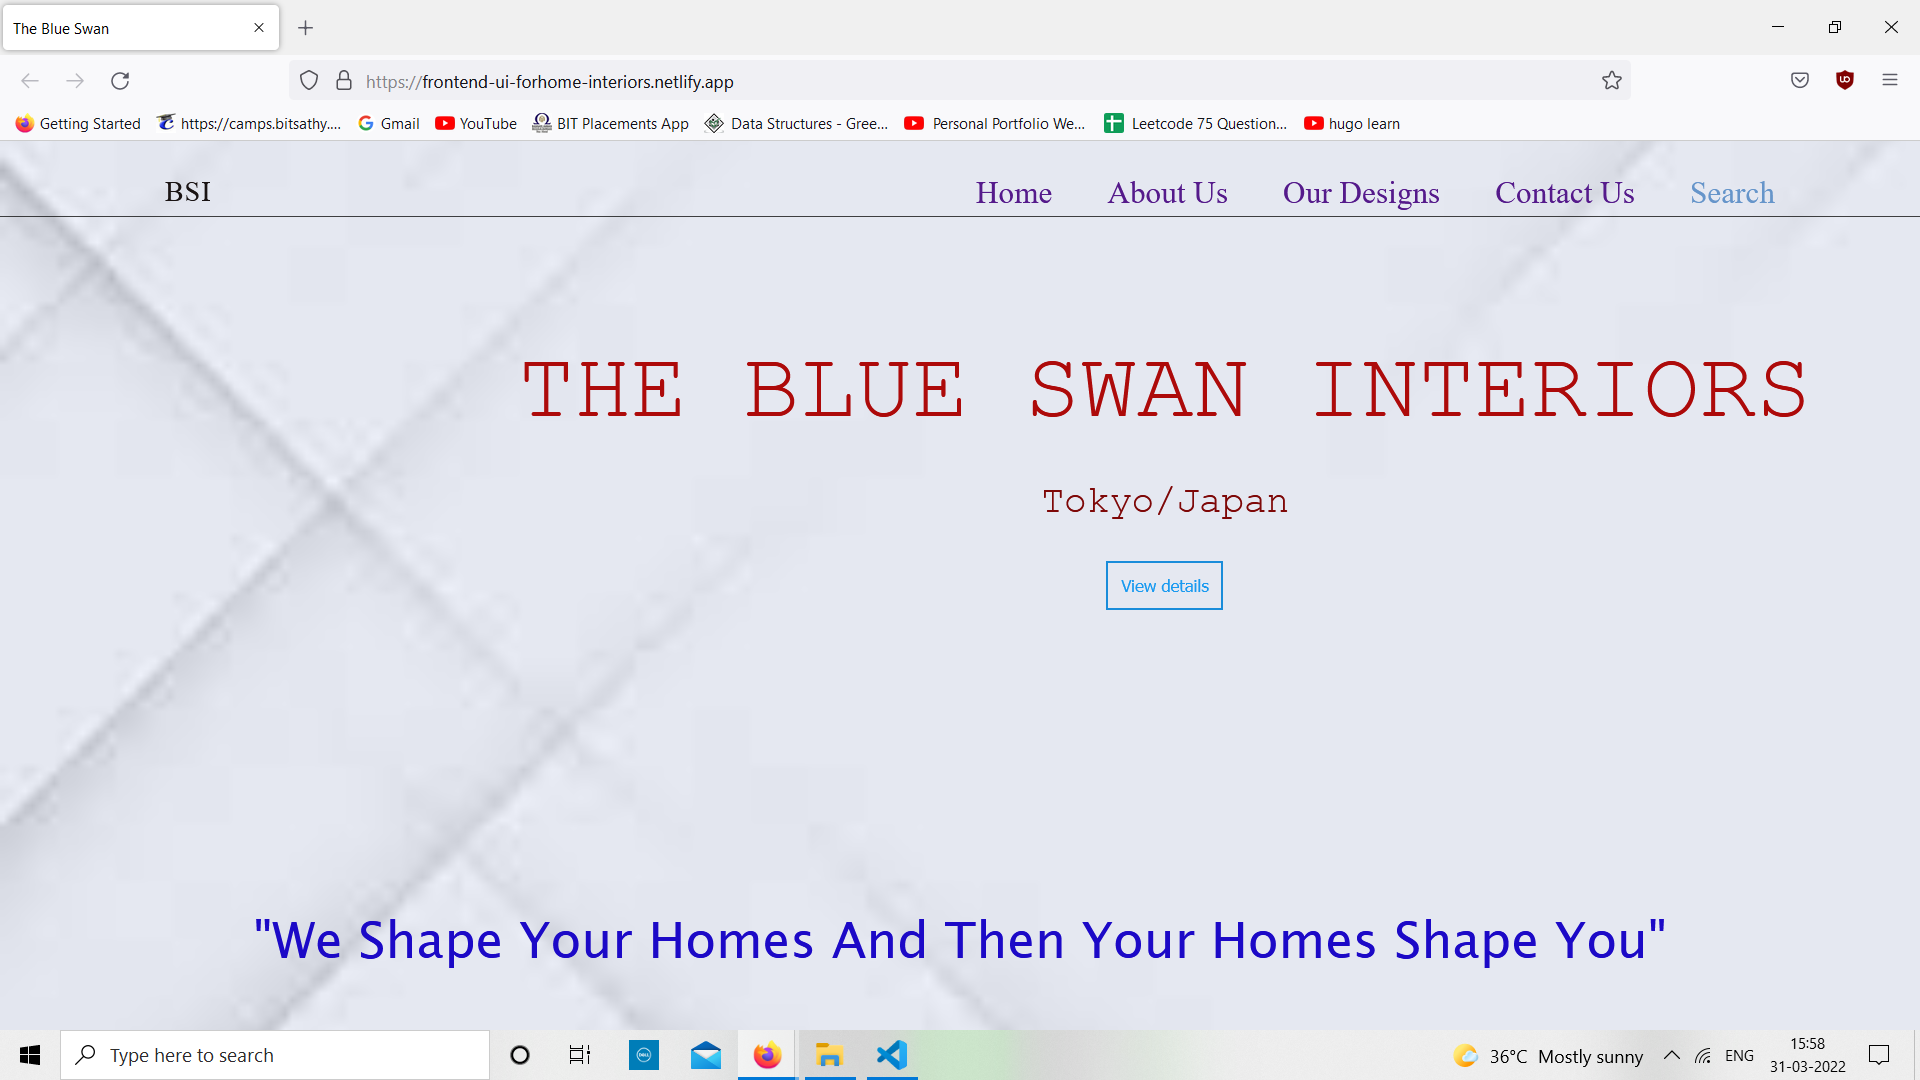 The Blue Swan
https://frontend-ui-forhome-interiors.netlify.app
Getting Started https://camps.bitsathy.... Gmail YouTube BIT Placements App Data Structures - Gree... Personal Portfolio We... Leetcode 75 Question... hugo learn
BSI Home About Us Our Designs Contact Us Search
THE BLUE SWAN INTERIORS
Tokyo/Japan
View details
"We Shape Your Homes And Then Your Homes Shape You"
Type here to search
36°C Mostly sunny
ENG
15:58
31-03-2022